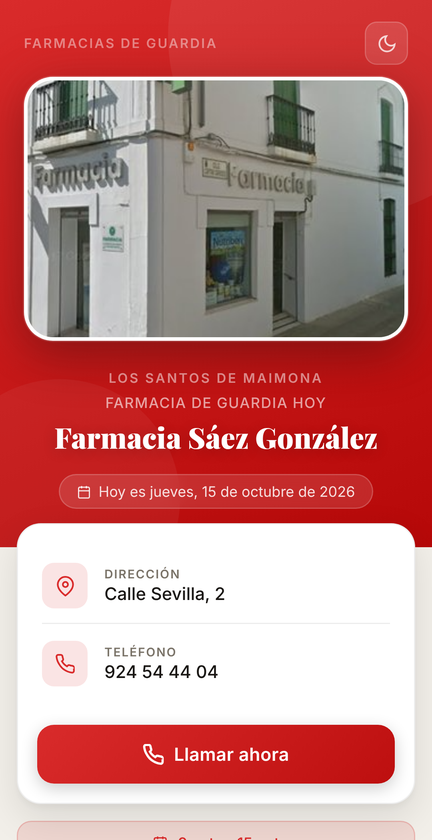 FARMACIAS DE GUARDIA
Farmacia
Farmacia
LOS SANTOS DE MAIMONA
FARMACIA DE GUARDIA HOY
Farmacia Sáez González
Hoy es jueves, 15 de octubre de 2026
DIRECCIÓN
Calle Sevilla, 2
TELÉFONO
924 54 44 04
Llamar ahora